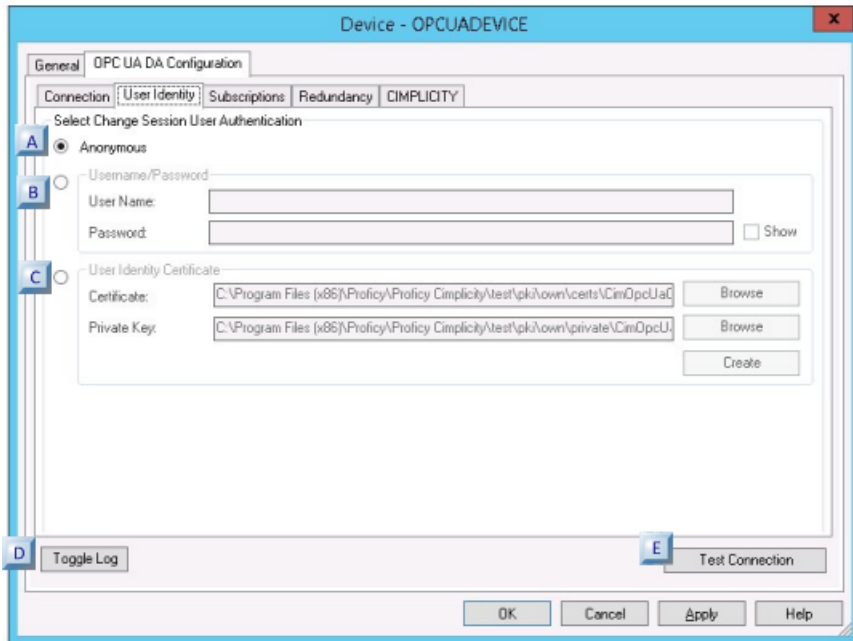 Device - OPCUADEVICE
x
General OPC UA DA Configuration
Connection User Identity Subscriptions Redundancy CIMPLICITY
Select Change Session User Authentication
A Anonymous
B Username/Password
User Name:
Password: Show
C User Identity Certificate
Certificate: C:\Program Files (x86)\Proficy\Proficy Cimplicity\test\pki\own\certs\CimOpcUaC Browse
Private Key: C:\Program Files (x86)\Proficy\Proficy Cimplicity\test\pki\own\private\CimOpcU Browse
Create
D Toggle Log E Test Connection
OK Cancel Apply Help